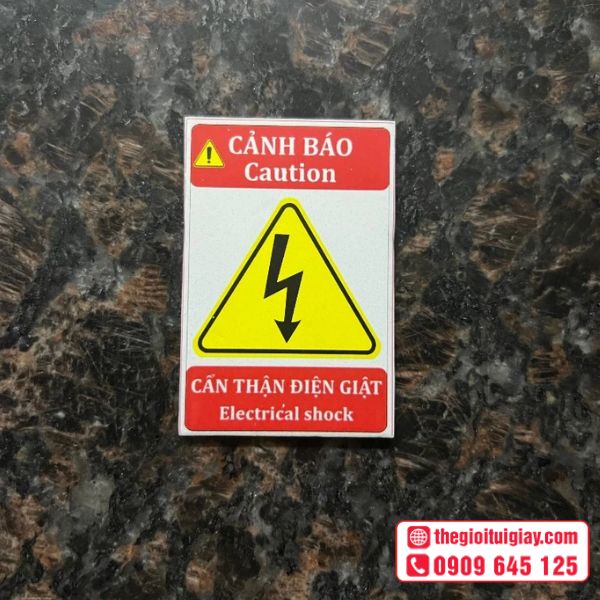 CẢNH BÁO
Caution
CẨN THẬN ĐIỆN GIẬT
Electrical shock
thegioituigiay.com
0909 645 125